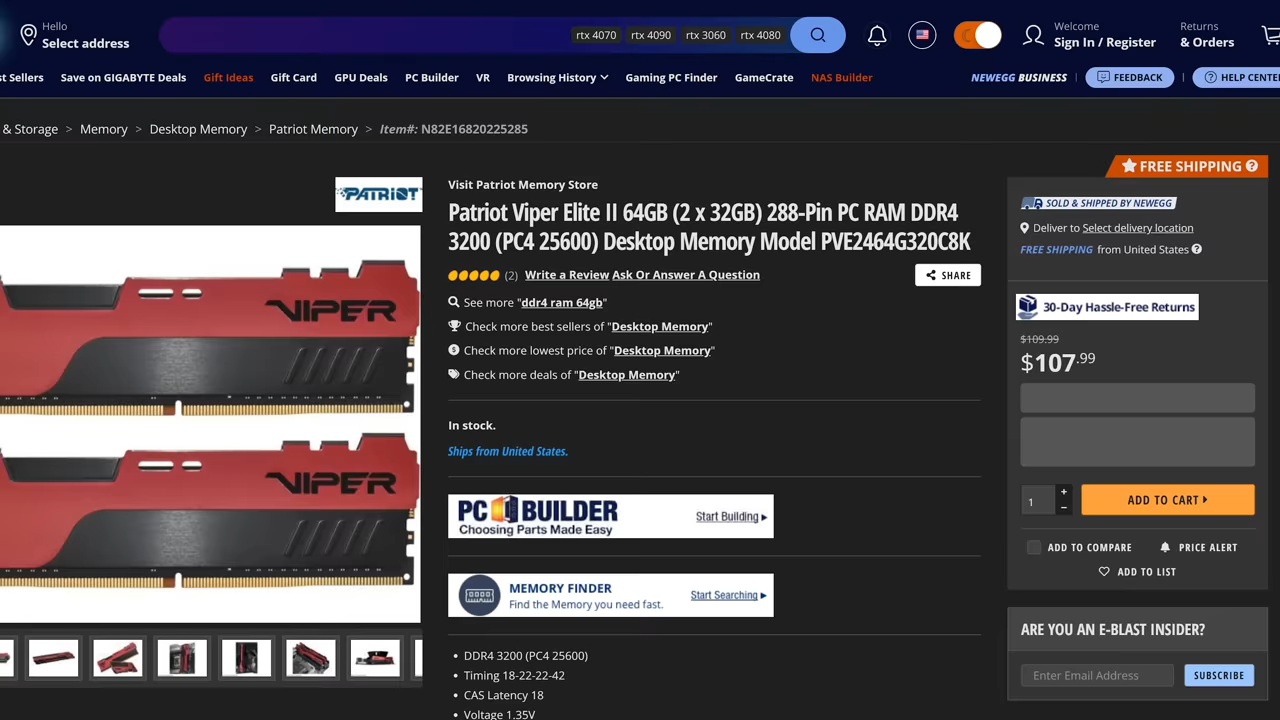 Hello
Select address
rtx 4070
rtx 4090
rtx 3060
rtx 4080
Welcome
Sign In / Register
Returns
& Orders
st Sellers
Save on GIGABYTE Deals
Gift Ideas
Gift Card
GPU Deals
PC Builder
VR
Browsing History
Gaming PC Finder
GameCrate
NAS Builder
NEWEGG BUSINESS
FEEDBACK
HELP CENTE
& Storage > Memory > Desktop Memory > Patriot Memory > Item#: N82E16820225285
FREE SHIPPING
PATRIOT
Visit Patriot Memory Store
Patriot Viper Elite II 64GB (2 x 32GB) 288-Pin PC RAM DDR4
3200 (PC4 25600) Desktop Memory Model PVE2464G320C8K
(2) Write a Review Ask Or Answer A Question
SHARE
See more "ddr4 ram 64gb"
Check more best sellers of "Desktop Memory"
Check more lowest price of "Desktop Memory"
Check more deals of "Desktop Memory"
In stock.
Ships from United States.
PC BUILDER
Choosing Parts Made Easy
Start Building
MEMORY FINDER
Find the Memory you need fast.
Start Searching
• DDR4 3200 (PC4 25600)
• Timing 18-22-22-42
• CAS Latency 18
• Voltage 1.35V
VIPER
VIPER
SOLD & SHIPPED BY NEWEGG
Deliver to Select delivery location
FREE SHIPPING from United States
30-Day Hassle-Free Returns
$109.99
$107.99
1
+
−
ADD TO CART
ADD TO COMPARE
PRICE ALERT
ADD TO LIST
ARE YOU AN E-BLAST INSIDER?
Enter Email Address
SUBSCRIBE